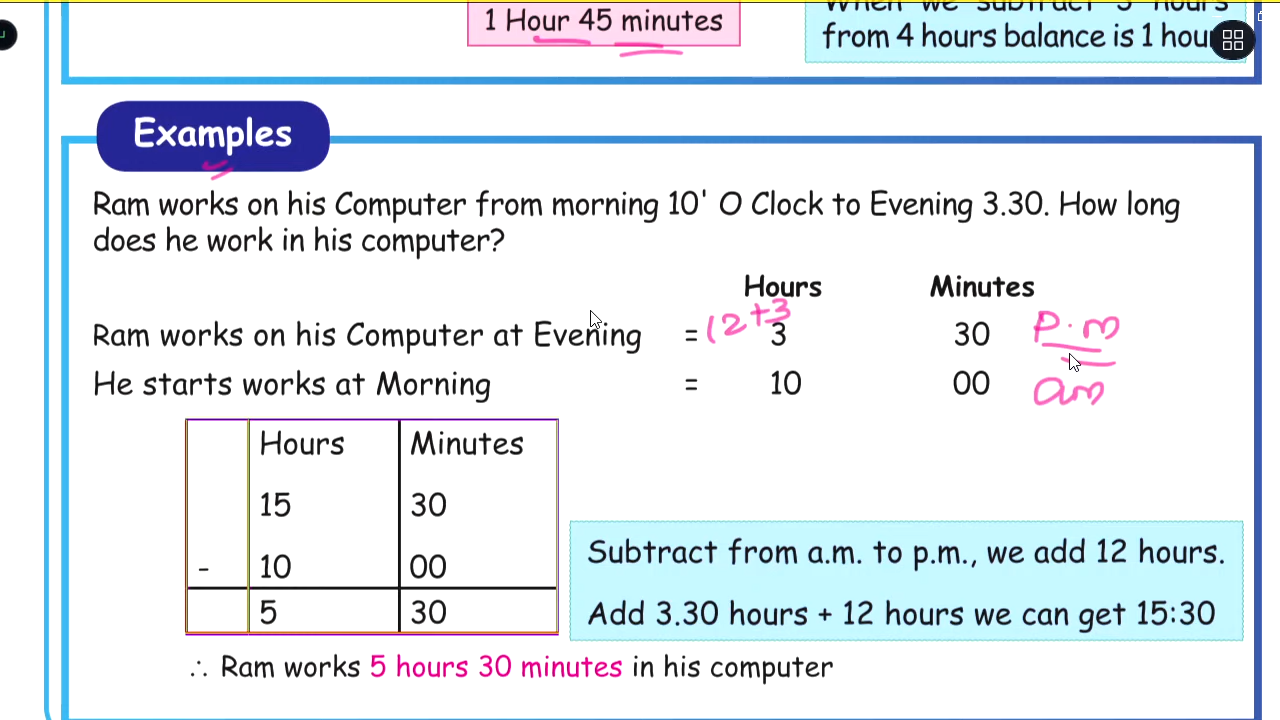 1 Hour 45 minutes
from 4 hours balance is 1 hou
Examples
Ram works on his Computer from morning 10' O Clock to Evening 3.30. How long
does he work in his computer?
Hours Minutes
12+3
Ram works on his Computer at Evening = 3 30 P.m
He starts works at Morning = 10 00 am
Hours Minutes
15 30
- 10 00
5 30
Subtract from a.m. to p.m., we add 12 hours.
Add 3.30 hours + 12 hours we can get 15:30
∴ Ram works 5 hours 30 minutes in his computer